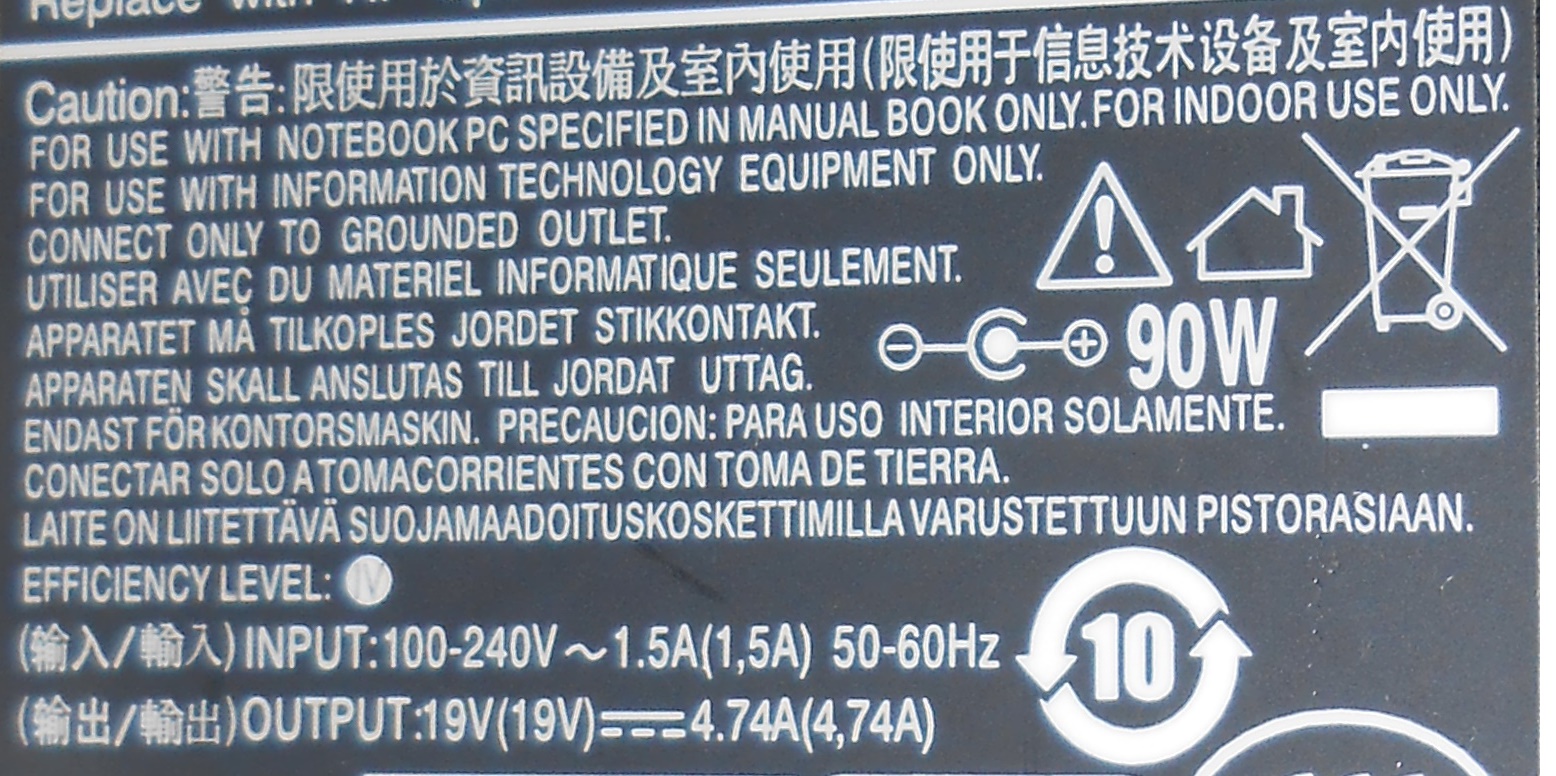 Replace with
Caution:警告:限使用於資訊設備及室內使用(限使用于信息技术设备及室内使用)
FOR USE WITH NOTEBOOK PC SPECIFIED IN MANUAL BOOK ONLY. FOR INDOOR USE ONLY.
FOR USE WITH INFORMATION TECHNOLOGY EQUIPMENT ONLY.
CONNECT ONLY TO GROUNDED OUTLET.
UTILISER AVEC DU MATERIEL INFORMATIQUE SEULEMENT.
APPARATET MÅ TILKOPLES JORDET STIKKONTAKT.
90W
APPARATEN SKALL ANSLUTAS TILL JORDAT UTTAG.
ENDAST FÖR KONTORSMASKIN. PRECAUCION: PARA USO INTERIOR SOLAMENTE.
CONECTAR SOLO A TOMACORRIENTES CON TOMA DE TIERRA.
LAITE ON LIITETTÄVÄ SUOJAMAADOITUSKOSKETTIMILLA VARUSTETTUUN PISTORASIAAN.
EFFICIENCY LEVEL: IV
(输入/輸入)INPUT:100-240V～1.5A(1,5A) 50-60Hz
10
(输出/輸出)OUTPUT:19V(19V)⎓4.74A(4,74A)